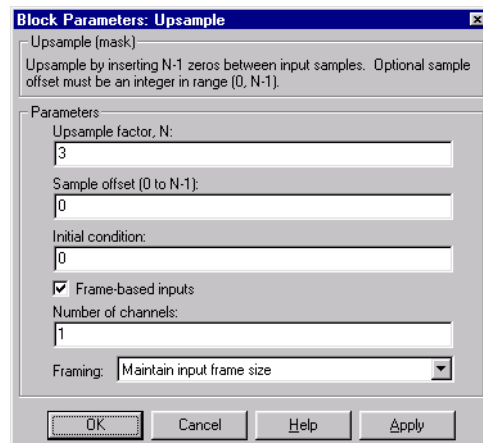 Block Parameters: Upsample
Upsample (mask)
Upsample by inserting N-1 zeros between input samples. Optional sample
offset must be an integer in range (0, N-1).
Parameters
Upsample factor, N:
3
Sample offset (0 to N-1):
0
Initial condition:
0
Frame-based inputs
Number of channels:
1
Framing: Maintain input frame size
OK Cancel Help Apply